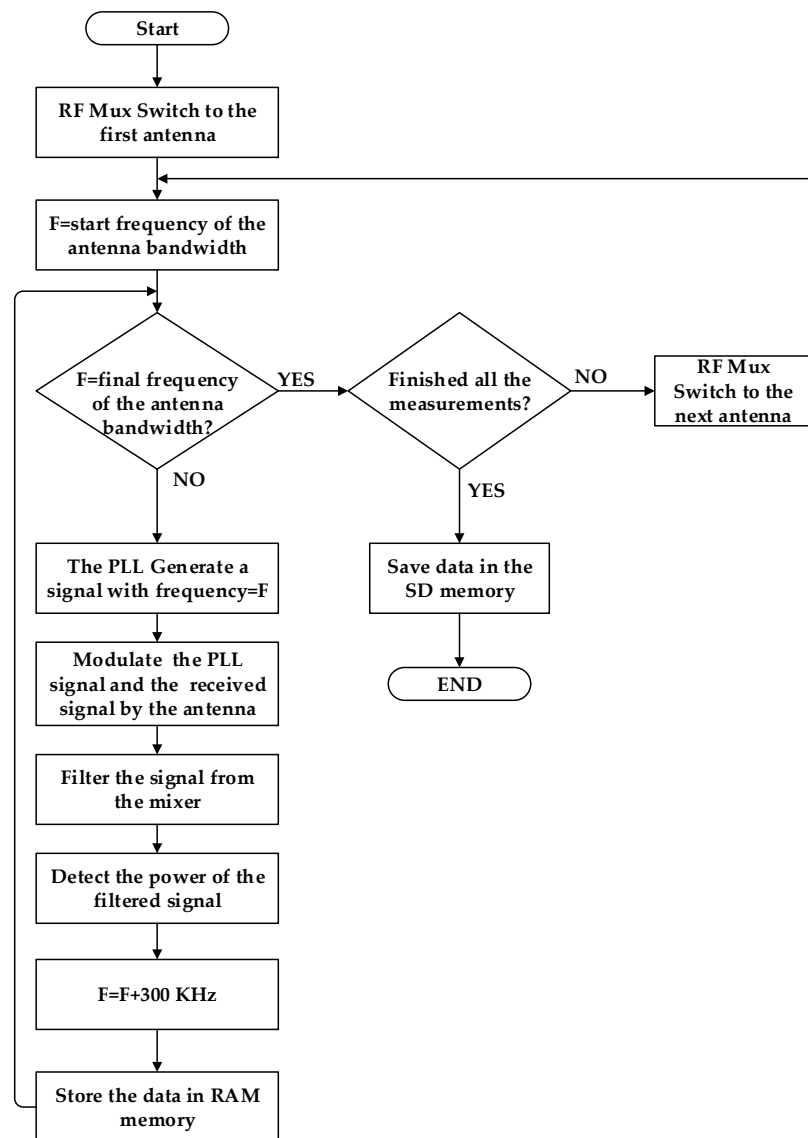 Start
RF Mux Switch to the
first antenna
F=start frequency of the
antenna bandwidth
F=final frequency
of the antenna
bandwidth?
YES
Finished all the
measurements?
NO
RF Mux
Switch to the
next antenna
NO
YES
The PLL Generate a
signal with frequency=F
Save data in the
SD memory
Modulate the PLL
signal and the received
signal by the antenna
END
Filter the signal from
the mixer
Detect the power of the
filtered signal
F=F+300 KHz
Store the data in RAM
memory